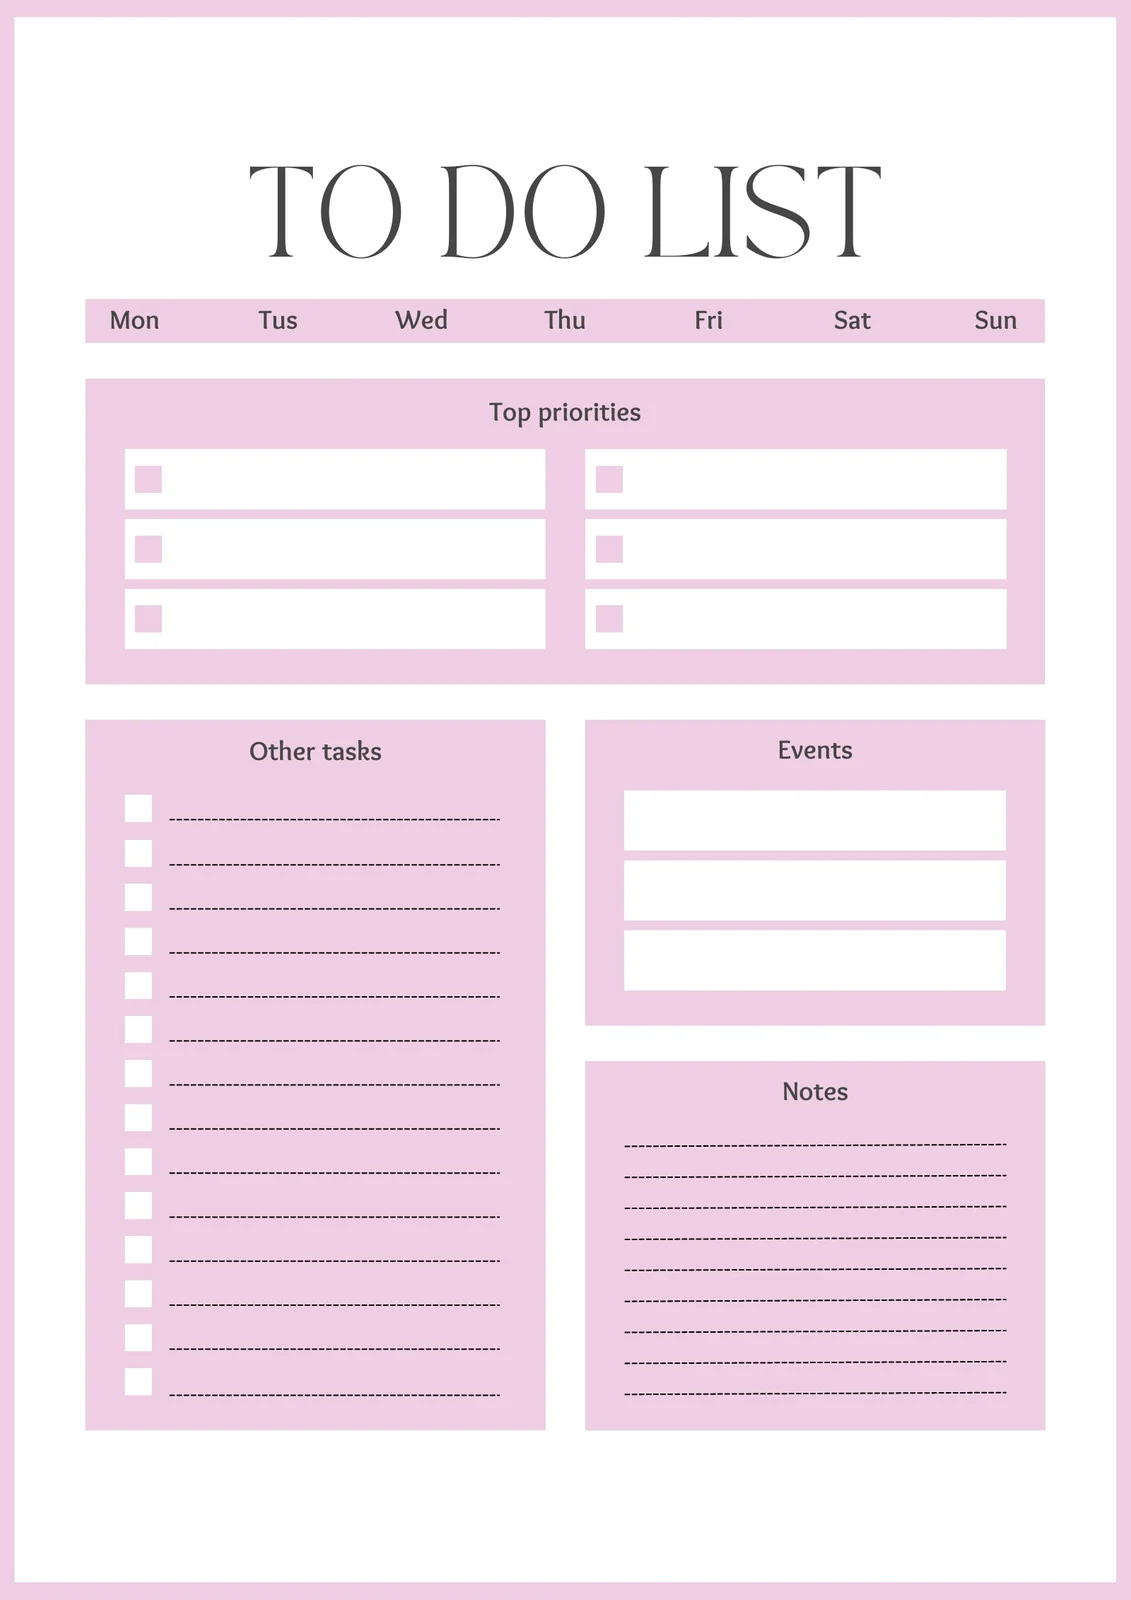 TO DO LIST
Mon Tus Wed Thu Fri Sat Sun
Top priorities
Other tasks
Events
Notes